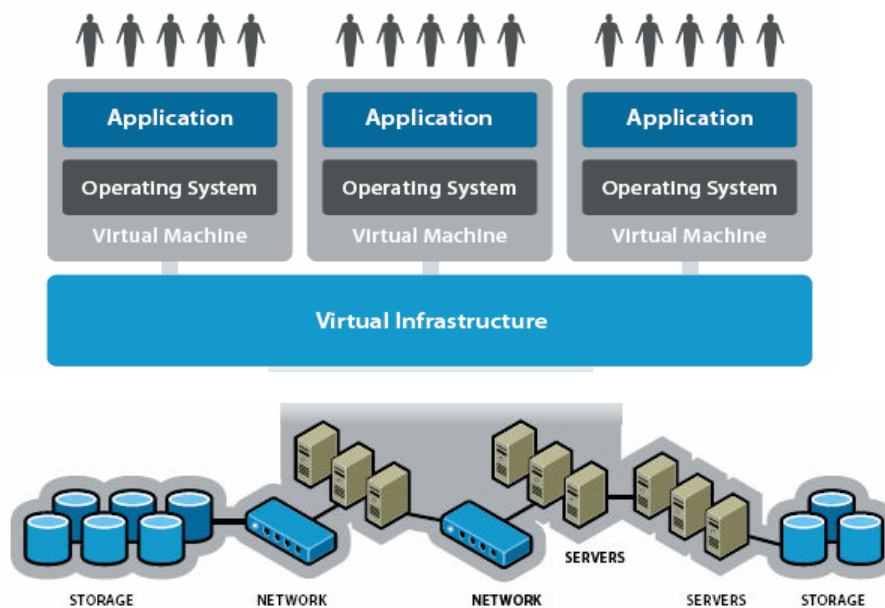 Application
Application
Application
Operating System
Operating System
Operating System
Virtual Machine
Virtual Machine
Virtual Machine
Virtual Infrastructure
SERVERS
STORAGE
NETWORK
NETWORK
SERVERS
STORAGE